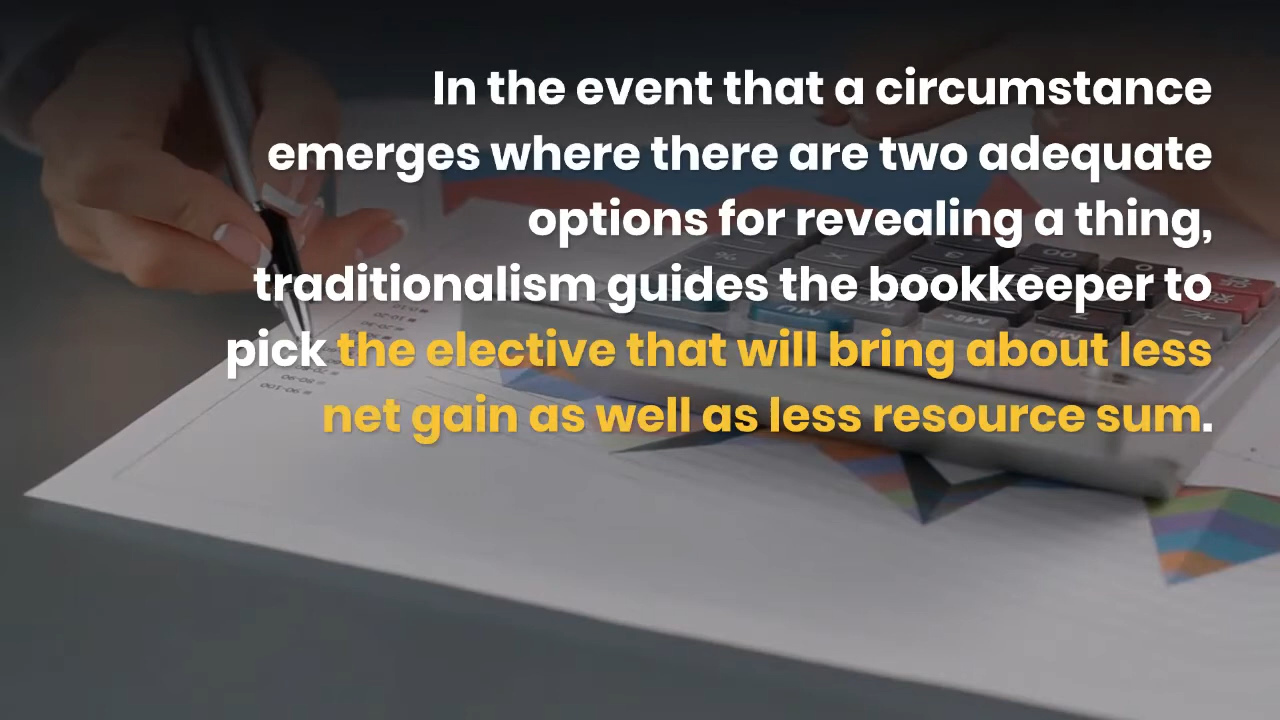 In the event that a circumstance
emerges where there are two adequate
options for revealing a thing,
traditionalism guides the bookkeeper to
pick the elective that will bring about less
net gain as well as less resource sum.